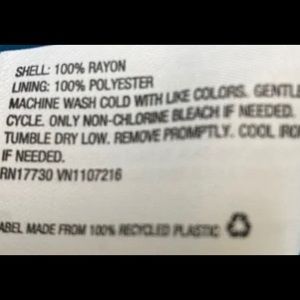 SHELL: 100% RAYON
LINING: 100% POLYESTER
MACHINE WASH COLD WITH LIKE COLORS. GENTLE
CYCLE. ONLY NON-CHLORINE BLEACH IF NEEDED.
TUMBLE DRY LOW. REMOVE PROMPTLY. COOL IRO
IF NEEDED.
RN17730 VN1107216
ABEL MADE FROM 100% RECYCLED PLASTIC